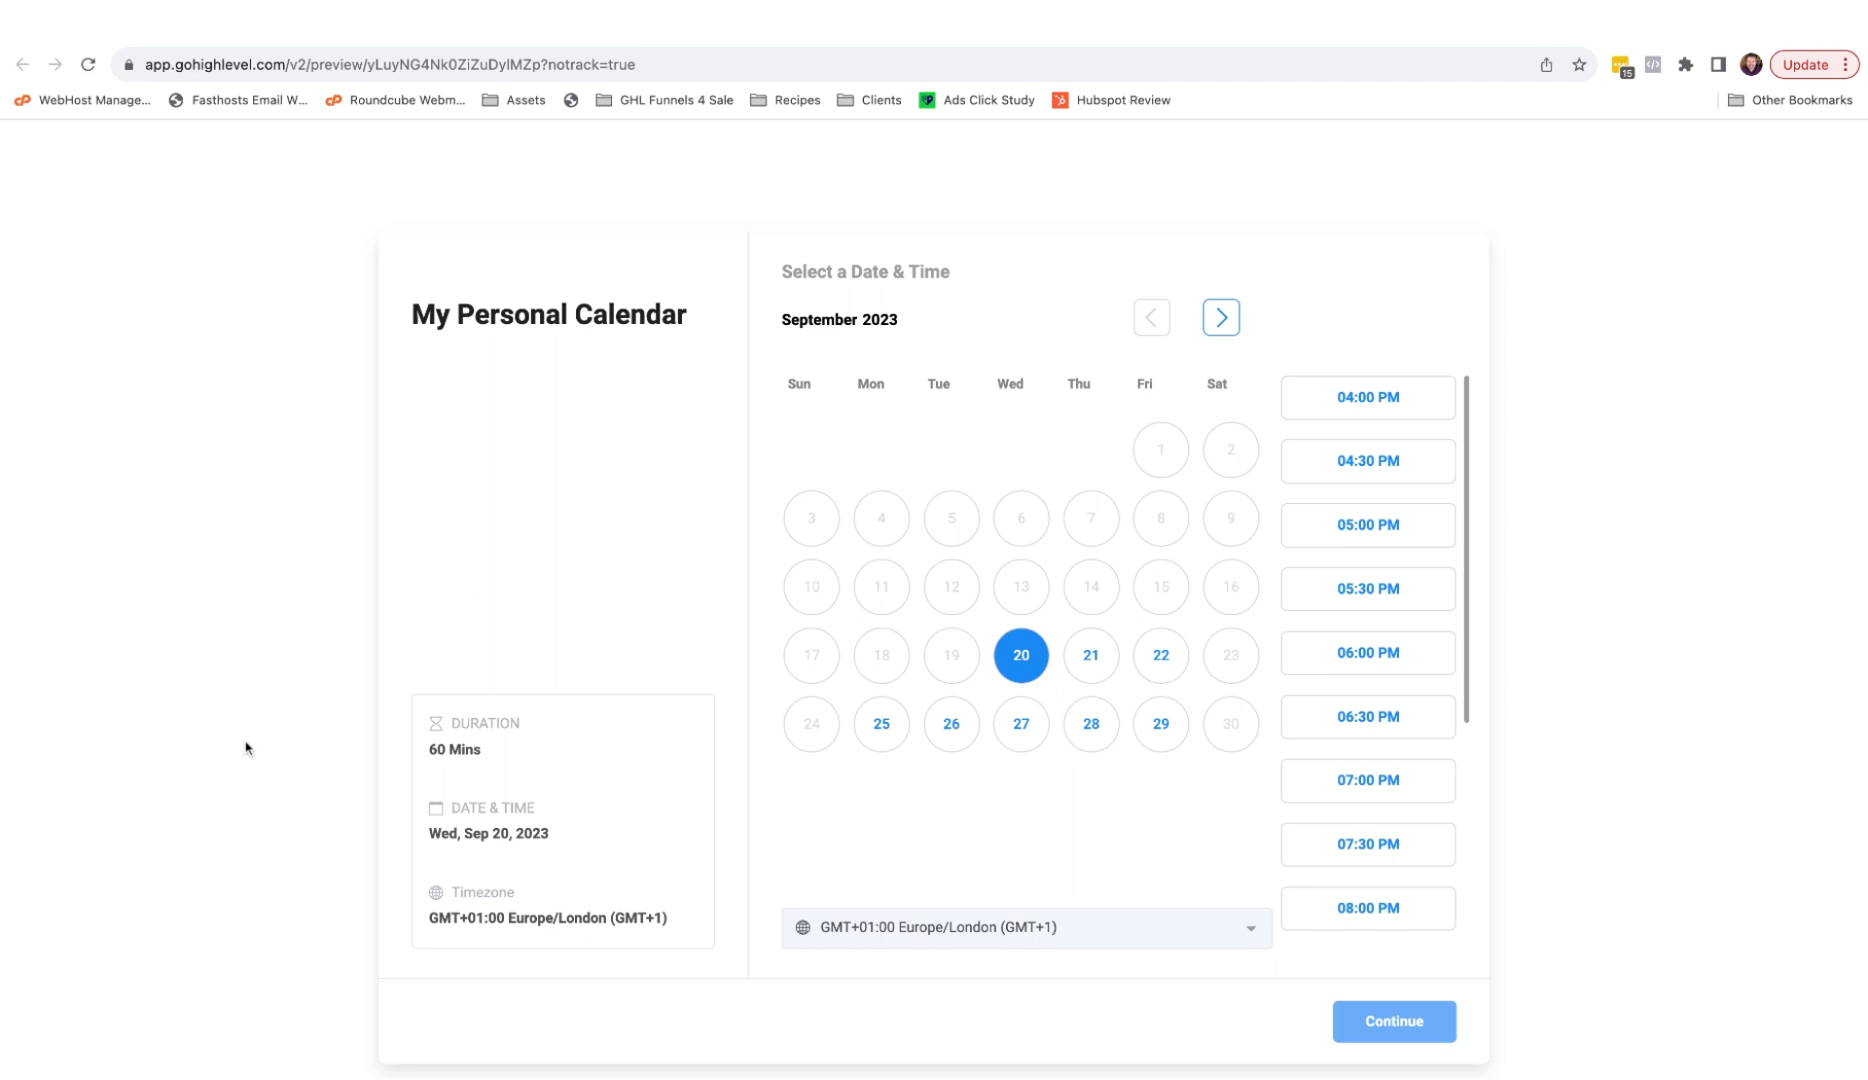 app.gohighlevel.com/v2/preview/yLuyNG4Nk0ZiZuDylMZp?notrack=true
15
Update
WebHost Manage...
Fasthosts Email W...
Roundcube Webm...
Assets
GHL Funnels 4 Sale
Recipes
Clients
Ads Click Study
Hubspot Review
Other Bookmarks
My Personal Calendar
DURATION
60 Mins
DATE & TIME
Wed, Sep 20, 2023
Timezone
GMT+01:00 Europe/London (GMT+1)
Select a Date & Time
September 2023
Sun Mon Tue Wed Thu Fri Sat
1 2
3 4 5 6 7 8 9
10 11 12 13 14 15 16
17 18 19 20 21 22 23
24 25 26 27 28 29 30
GMT+01:00 Europe/London (GMT+1)
04:00 PM
04:30 PM
05:00 PM
05:30 PM
06:00 PM
06:30 PM
07:00 PM
07:30 PM
08:00 PM
Continue